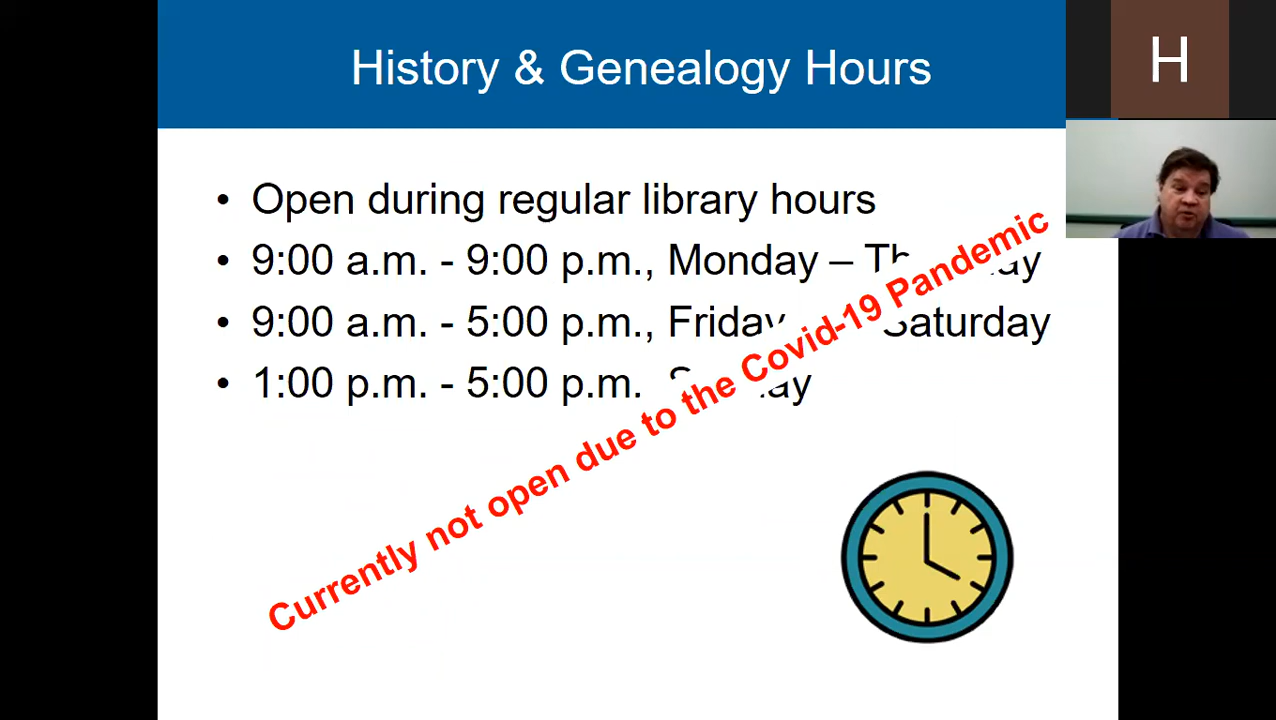 History & Genealogy Hours
H
• Open during regular library hours
• 9:00 a.m. - 9:00 p.m., Monday –
• 9:00 a.m. - 5:00 p.m., Friday Saturday
• 1:00 p.m. - 5:00 p.m.
Currently not open due to the Covid-19 Pandemic